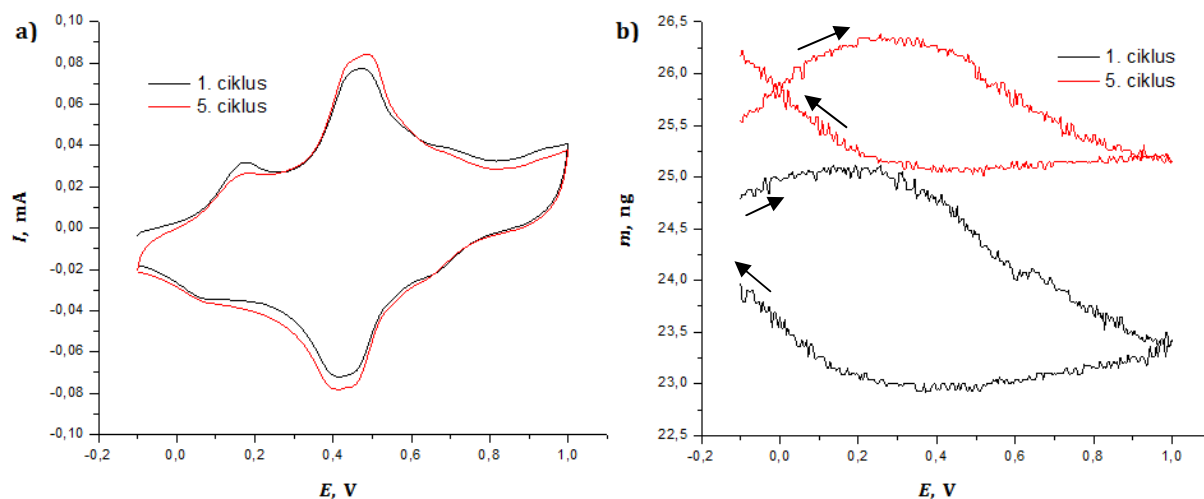 a)
0,10
0,08
0,06
0,04
0,02
0,00
-0,02
-0,04
-0,06
-0,08
-0,10
I, mA
1. ciklus
5. ciklus
-0,2 0,0 0,2 0,4 0,6 0,8 1,0
E, V
b)
26,5
26,0
25,5
25,0
24,5
24,0
23,5
23,0
22,5
m, ng
1. ciklus
5. ciklus
-0,2 0,0 0,2 0,4 0,6 0,8 1,0
E, V